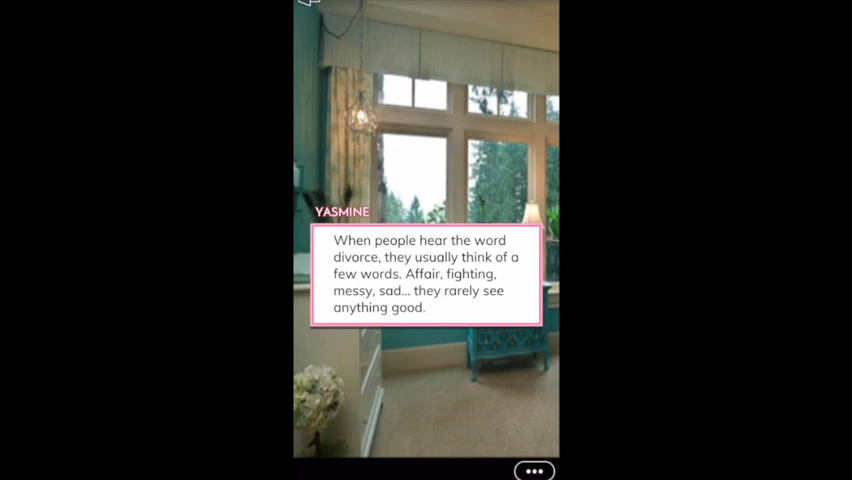 YASMINE
When people hear the word
divorce, they usually think of a
few words. Affair, fighting,
messy, sad... they rarely see
anything good.